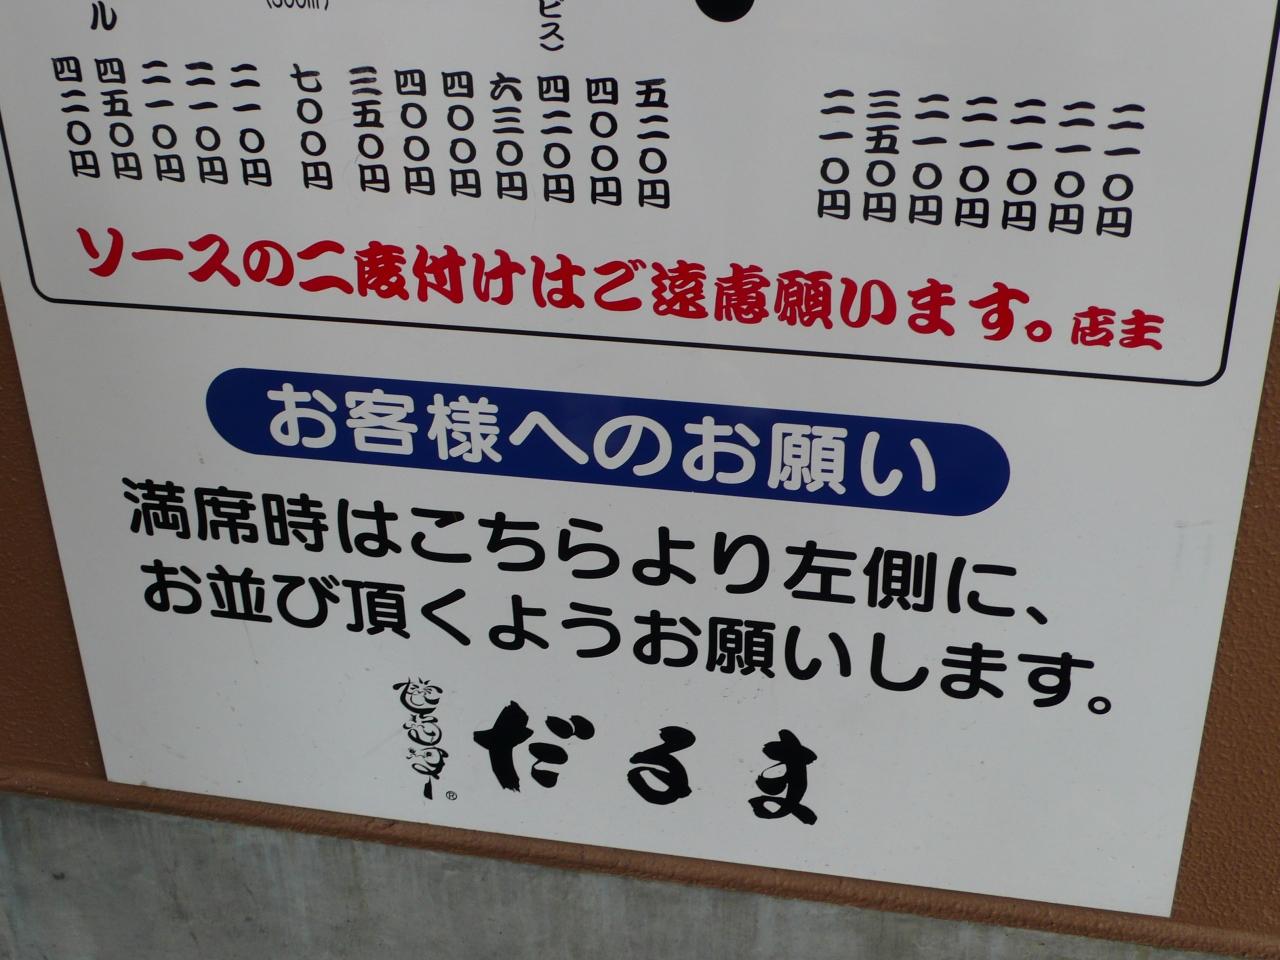 二一〇円
二一〇円
二一〇円
二一〇円
二一〇円
三五〇円
二一〇円
五二〇円
四〇〇円
ビス）四二〇円
六三〇円
四〇〇円
四〇〇円
三五〇円
七〇〇円
二一〇円
二一〇円
二一〇円
ル 四五〇円
四二〇円
ソースの二度付けはご遠慮願います。店主
お客様へのお願い
満席時はこちらより左側に、
お並び頂くようお願いします。
だるま
®